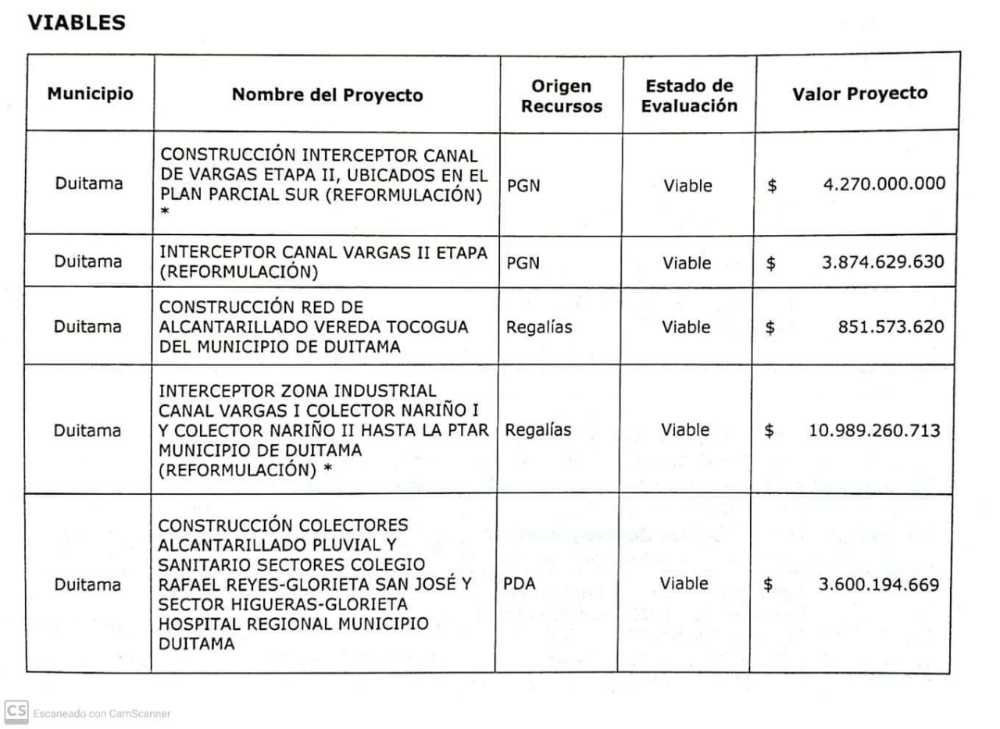 VIABLES
Municipio
Nombre del Proyecto
Origen
Recursos
Estado de
Evaluación
Valor Proyecto
Duitama
CONSTRUCCIÓN INTERCEPTOR CANAL
DE VARGAS ETAPA II, UBICADOS EN EL
PLAN PARCIAL SUR (REFORMULACIÓN)
*
PGN
Viable
$ 4.270.000.000
Duitama
INTERCEPTOR CANAL VARGAS II ETAPA
(REFORMULACIÓN)
PGN
Viable
$ 3.874.629.630
Duitama
CONSTRUCCIÓN RED DE
ALCANTARILLADO VEREDA TOCOGUA
DEL MUNICIPIO DE DUITAMA
Regalías
Viable
$ 851.573.620
Duitama
INTERCEPTOR ZONA INDUSTRIAL
CANAL VARGAS I COLECTOR NARIÑO I
Y COLECTOR NARIÑO II HASTA LA PTAR
MUNICIPIO DE DUITAMA
(REFORMULACIÓN) *
Regalías
Viable
$ 10.989.260.713
Duitama
CONSTRUCCIÓN COLECTORES
ALCANTARILLADO PLUVIAL Y
SANITARIO SECTORES COLEGIO
RAFAEL REYES-GLORIETA SAN JOSÉ Y
SECTOR HIGUERAS-GLORIETA
HOSPITAL REGIONAL MUNICIPIO
DUITAMA
PDA
Viable
$ 3.600.194.669
CS Escaneado con CamScanner